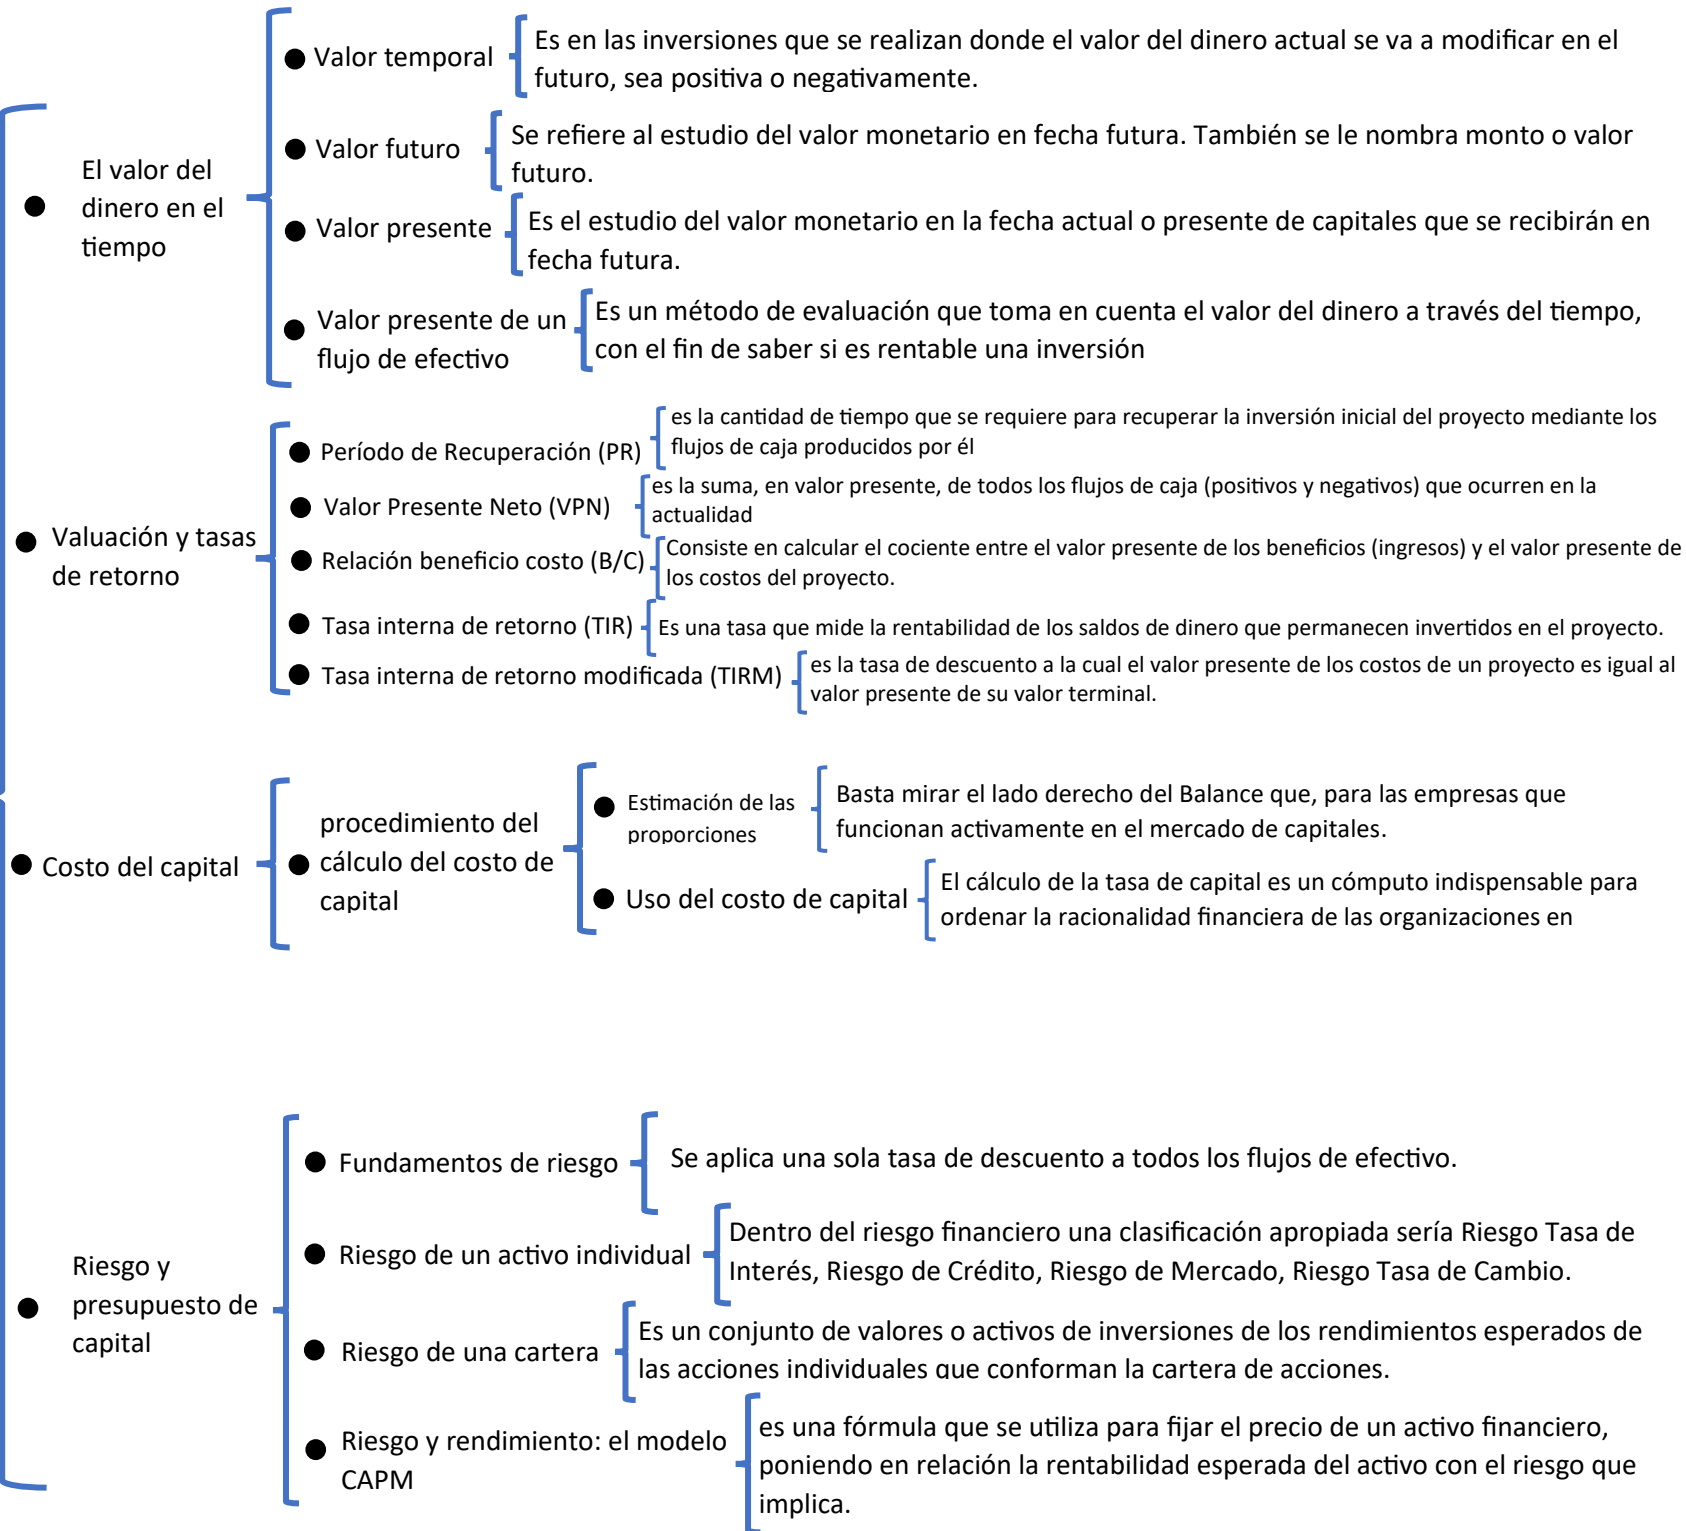 El valor del
dinero en el
tiempo
Valor temporal
Es en las inversiones que se realizan donde el valor del dinero actual se va a modificar en el
futuro, sea positiva o negativamente.
Valor futuro
Se refiere al estudio del valor monetario en fecha futura. También se le nombra monto o valor
futuro.
Valor presente
Es el estudio del valor monetario en la fecha actual o presente de capitales que se recibirán en
fecha futura.
Valor presente de un
flujo de efectivo
Es un método de evaluación que toma en cuenta el valor del dinero a través del tiempo,
con el fin de saber si es rentable una inversión
Valuación y tasas
de retorno
Período de Recuperación (PR)
es la cantidad de tiempo que se requiere para recuperar la inversión inicial del proyecto mediante los
flujos de caja producidos por él
Valor Presente Neto (VPN)
es la suma, en valor presente, de todos los flujos de caja (positivos y negativos) que ocurren en la
actualidad
Relación beneficio costo (B/C)
Consiste en calcular el cociente entre el valor presente de los beneficios (ingresos) y el valor presente de
los costos del proyecto.
Tasa interna de retorno (TIR)
Es una tasa que mide la rentabilidad de los saldos de dinero que permanecen invertidos en el proyecto.
Tasa interna de retorno modificada (TIRM)
es la tasa de descuento a la cual el valor presente de los costos de un proyecto es igual al
valor presente de su valor terminal.
Costo del capital
procedimiento del
cálculo del costo de
capital
Estimación de las
proporciones
Basta mirar el lado derecho del Balance que, para las empresas que
funcionan activamente en el mercado de capitales.
Uso del costo de capital
El cálculo de la tasa de capital es un cómputo indispensable para
ordenar la racionalidad financiera de las organizaciones en
Riesgo y
presupuesto de
capital
Fundamentos de riesgo
Se aplica una sola tasa de descuento a todos los flujos de efectivo.
Riesgo de un activo individual
Dentro del riesgo financiero una clasificación apropiada sería Riesgo Tasa de
Interés, Riesgo de Crédito, Riesgo de Mercado, Riesgo Tasa de Cambio.
Riesgo de una cartera
Es un conjunto de valores o activos de inversiones de los rendimientos esperados de
las acciones individuales que conforman la cartera de acciones.
Riesgo y rendimiento: el modelo
CAPM
es una fórmula que se utiliza para fijar el precio de un activo financiero,
poniendo en relación la rentabilidad esperada del activo con el riesgo que
implica.